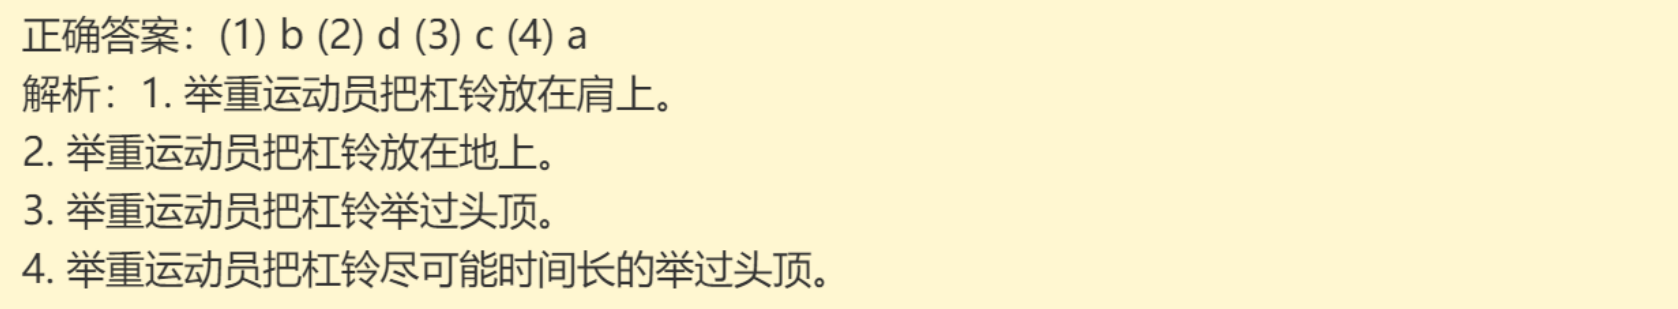 正确答案：(1) b (2) d (3) c (4) a
解析：1. 举重运动员把杠铃放在肩上。
2. 举重运动员把杠铃放在地上。
3. 举重运动员把杠铃举过头顶。
4. 举重运动员把杠铃尽可能时间长的举过头顶。